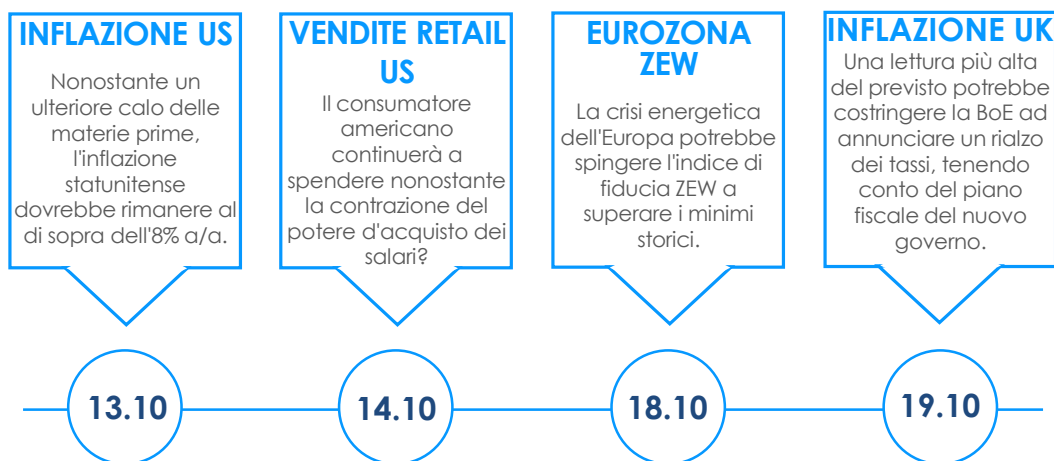 INFLAZIONE US
Nonostante un
ulteriore calo delle
materie prime,
l'inflazione
statunitense
dovrebbe rimanere al
di sopra dell'8% a/a.
13.10
VENDITE RETAIL
US
Il consumatore
americano
continuerà a
spendere nonostante
la contrazione del
potere d'acquisto dei
salari?
14.10
EUROZONA
ZEW
La crisi energetica
dell'Europa potrebbe
spingere l'indice di
fiducia ZEW a
superare i minimi
storici.
18.10
INFLAZIONE UK
Una lettura più alta
del previsto potrebbe
costringere la BoE ad
annunciare un rialzo
dei tassi, tenendo
conto del piano
fiscale del nuovo
governo.
19.10